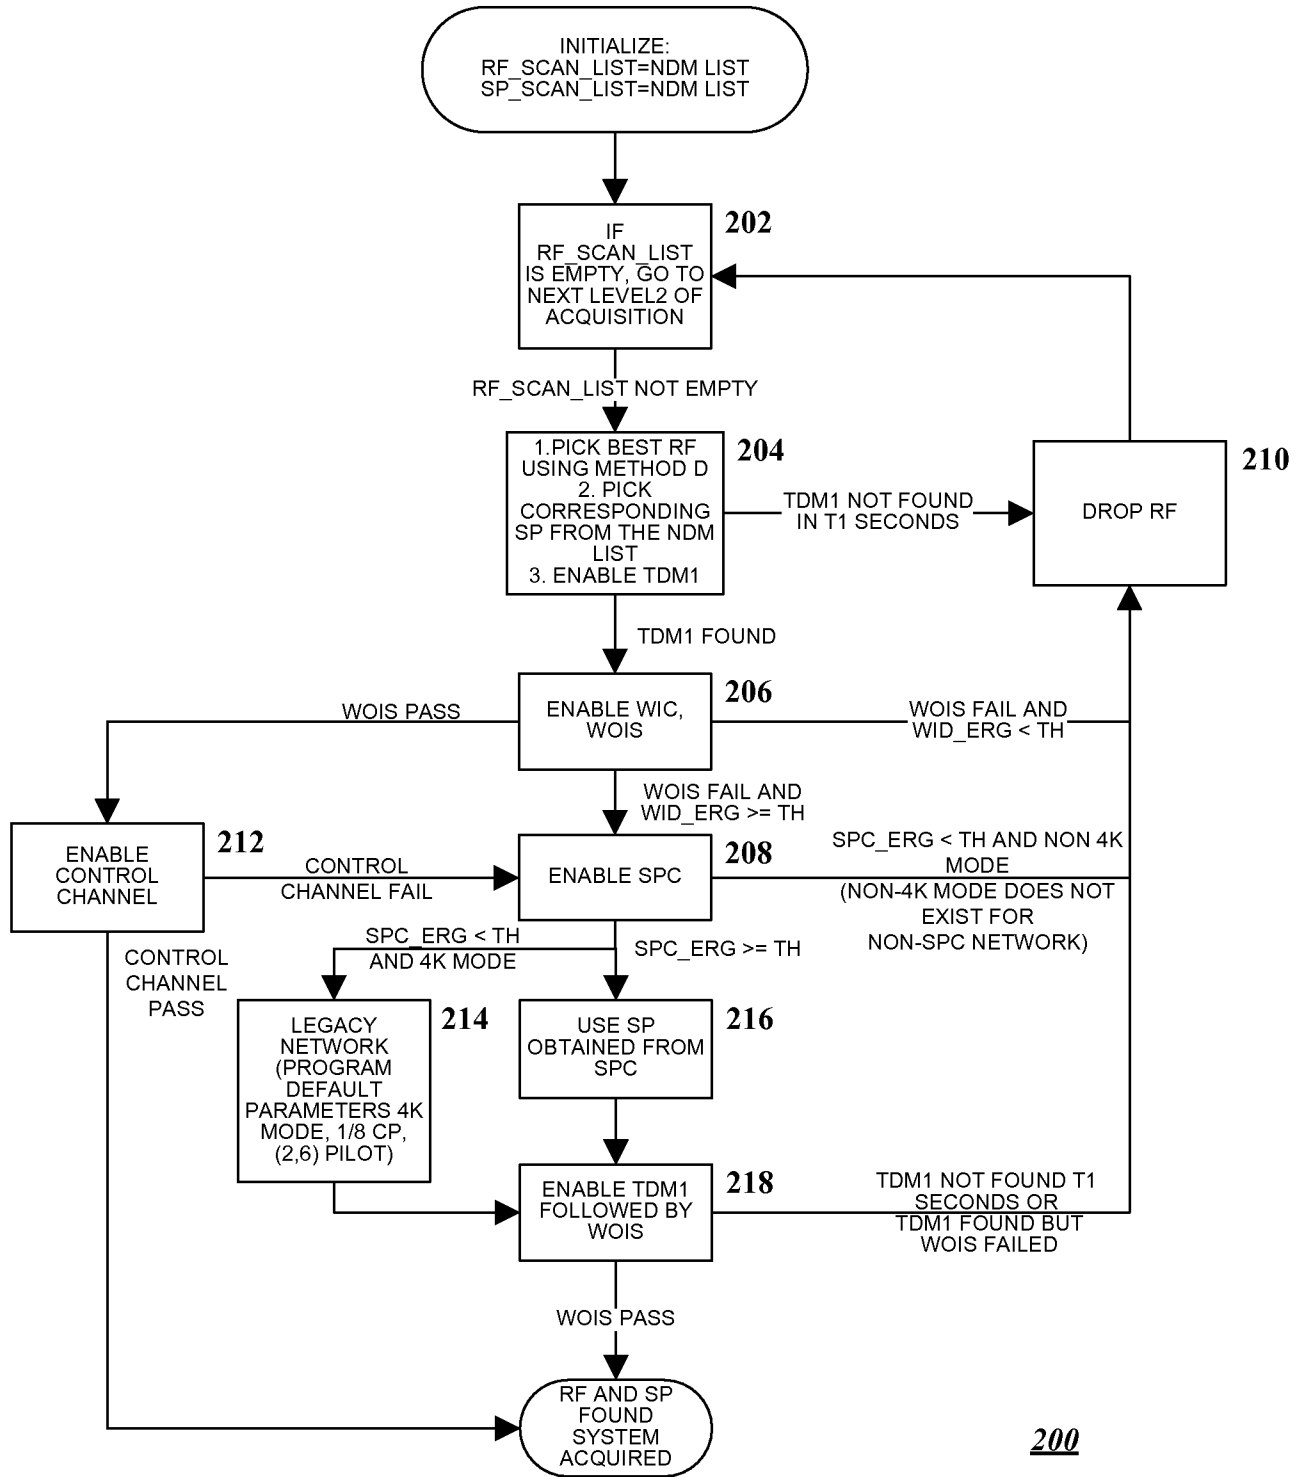 INITIALIZE:
RF_SCAN_LIST=NDM LIST
SP_SCAN_LIST=NDM LIST
202
IF
RF_SCAN_LIST
IS EMPTY, GO TO
NEXT LEVEL2 OF
ACQUISITION
RF_SCAN_LIST NOT EMPTY
204
1.PICK BEST RF
USING METHOD D
2. PICK
CORRESPONDING
SP FROM THE NDM
LIST
3. ENABLE TDM1
TDM1 NOT FOUND
IN T1 SECONDS
210
DROP RF
TDM1 FOUND
206
ENABLE WIC,
WOIS
WOIS PASS
WOIS FAIL AND
WID_ERG < TH
WOIS FAIL AND
WID_ERG >= TH
212
ENABLE
CONTROL
CHANNEL
CONTROL
CHANNEL FAIL
208
ENABLE SPC
SPC_ERG < TH AND NON 4K
MODE
(NON-4K MODE DOES NOT
EXIST FOR
NON-SPC NETWORK)
CONTROL
CHANNEL
PASS
SPC_ERG < TH
AND 4K MODE
SPC_ERG >= TH
214
LEGACY
NETWORK
(PROGRAM
DEFAULT
PARAMETERS 4K
MODE, 1/8 CP,
(2,6) PILOT)
216
USE SP
OBTAINED FROM
SPC
218
ENABLE TDM1
FOLLOWED BY
WOIS
TDM1 NOT FOUND T1
SECONDS OR
TDM1 FOUND BUT
WOIS FAILED
WOIS PASS
RF AND SP
FOUND
SYSTEM
ACQUIRED
200